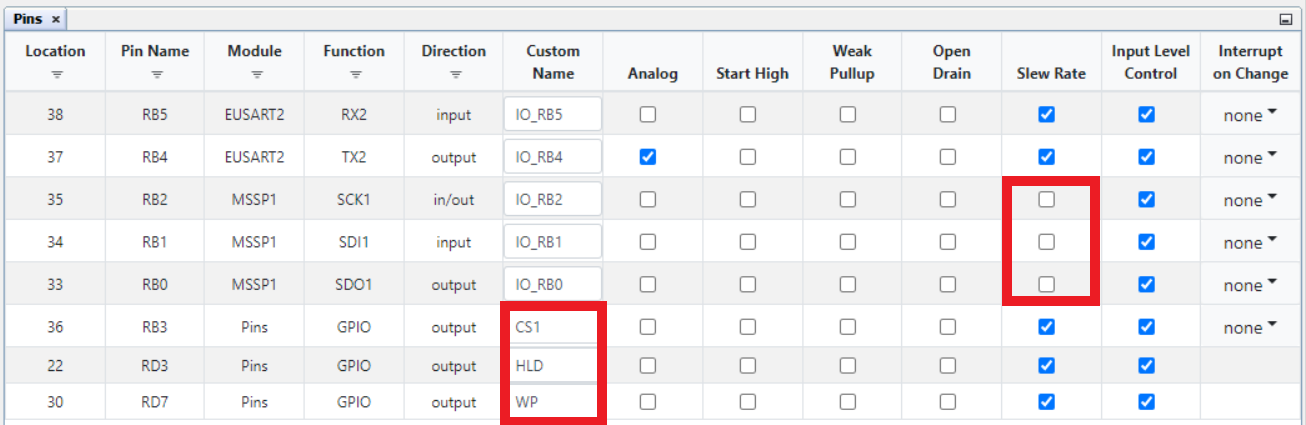 Pins ×
Location Pin Name Module Function Direction Custom Name Analog Start High Weak Pullup Open Drain Slew Rate Input Level Control Interrupt on Change
38 RB5 EUSART2 RX2 input IO_RB5 none
37 RB4 EUSART2 TX2 output IO_RB4 none
35 RB2 MSSP1 SCK1 in/out IO_RB2 none
34 RB1 MSSP1 SDI1 input IO_RB1 none
33 RB0 MSSP1 SDO1 output IO_RB0 none
36 RB3 Pins GPIO output CS1 none
22 RD3 Pins GPIO output HLD
30 RD7 Pins GPIO output WP